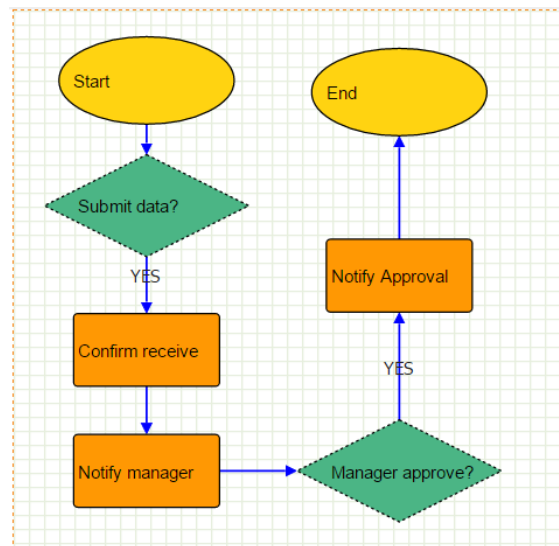 Start
Submit data?
YES
Confirm receive
Notify manager
Manager approve?
YES
Notify Approval
End